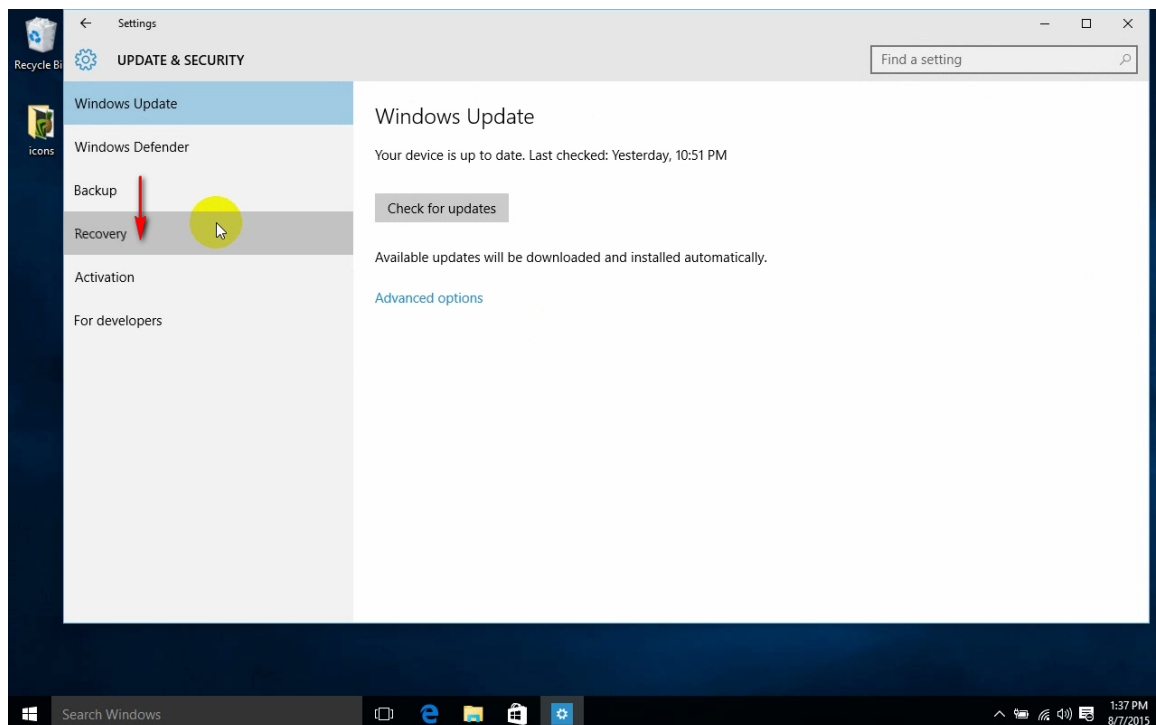 Settings
UPDATE & SECURITY
Find a setting
Recycle Bi
icons
Windows Update
Windows Defender
Backup
Recovery
Activation
For developers
Windows Update
Your device is up to date. Last checked: Yesterday, 10:51 PM
Check for updates
Available updates will be downloaded and installed automatically.
Advanced options
Search Windows
1:37 PM
8/7/2015